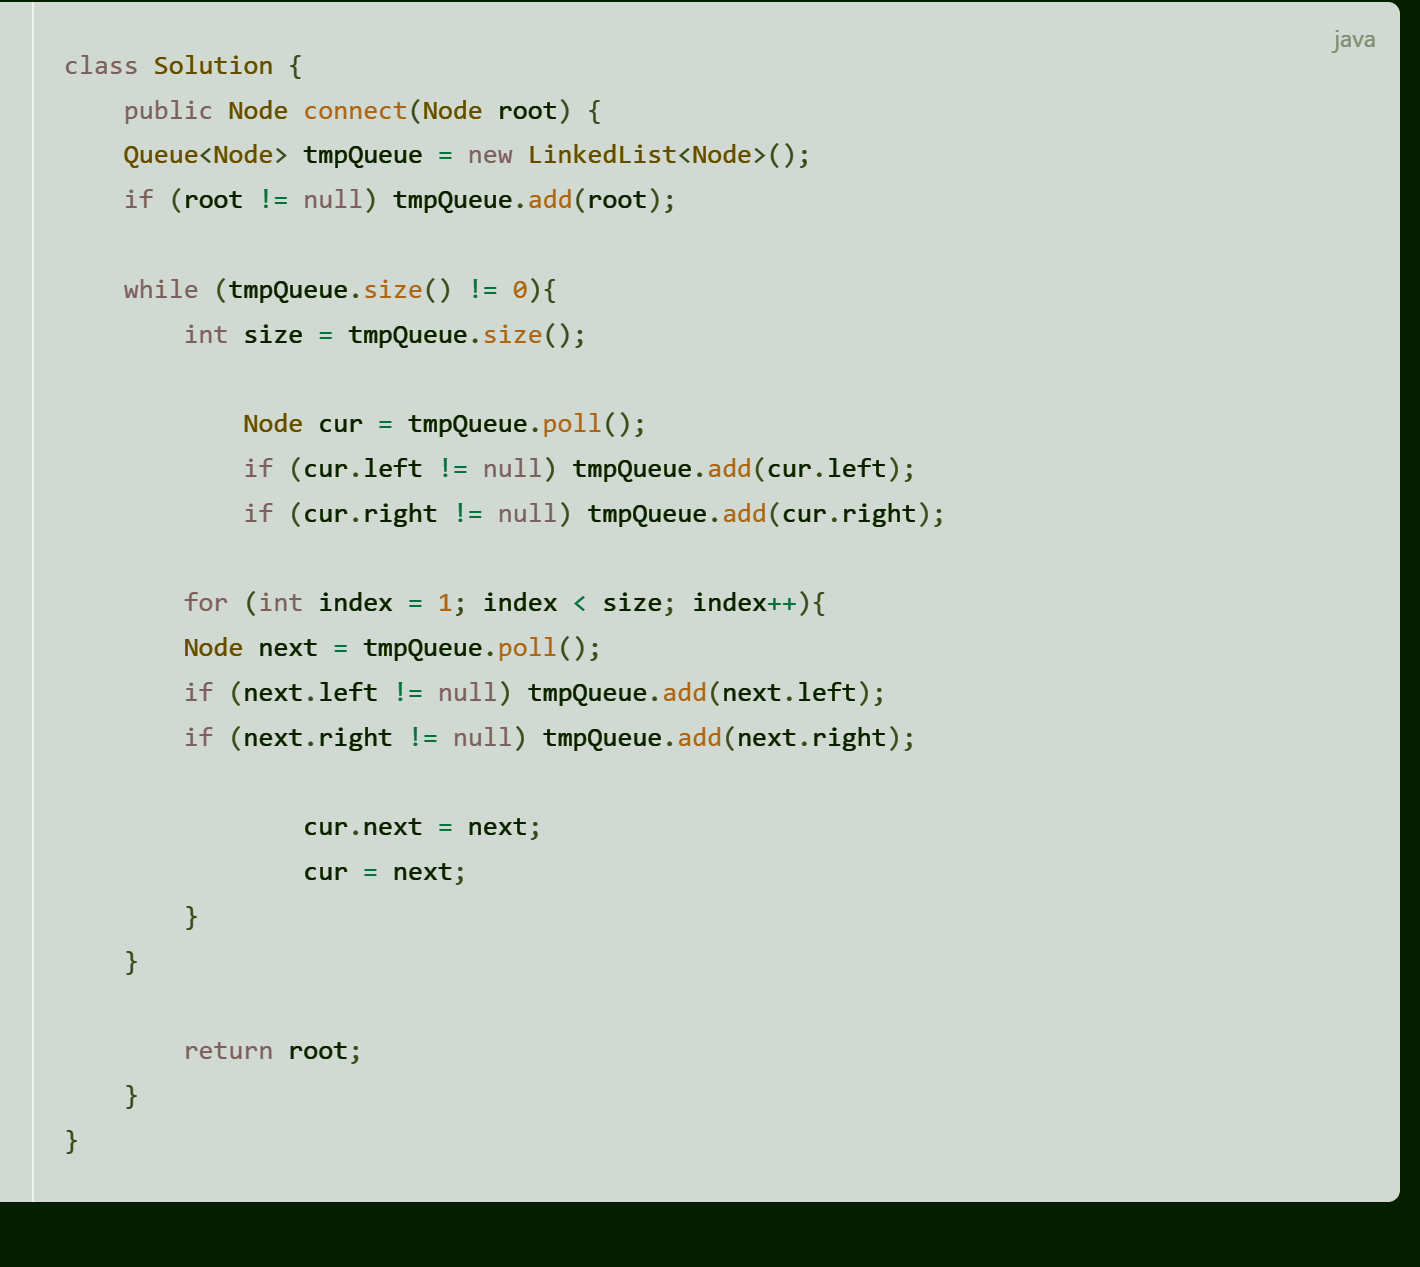 java
class Solution {
    public Node connect(Node root) {
    Queue<Node> tmpQueue = new LinkedList<Node>();
    if (root != null) tmpQueue.add(root);

    while (tmpQueue.size() != 0){
        int size = tmpQueue.size();

            Node cur = tmpQueue.poll();
            if (cur.left != null) tmpQueue.add(cur.left);
            if (cur.right != null) tmpQueue.add(cur.right);

        for (int index = 1; index < size; index++){
        Node next = tmpQueue.poll();
        if (next.left != null) tmpQueue.add(next.left);
        if (next.right != null) tmpQueue.add(next.right);

                cur.next = next;
                cur = next;
        }
    }

        return root;
    }
}